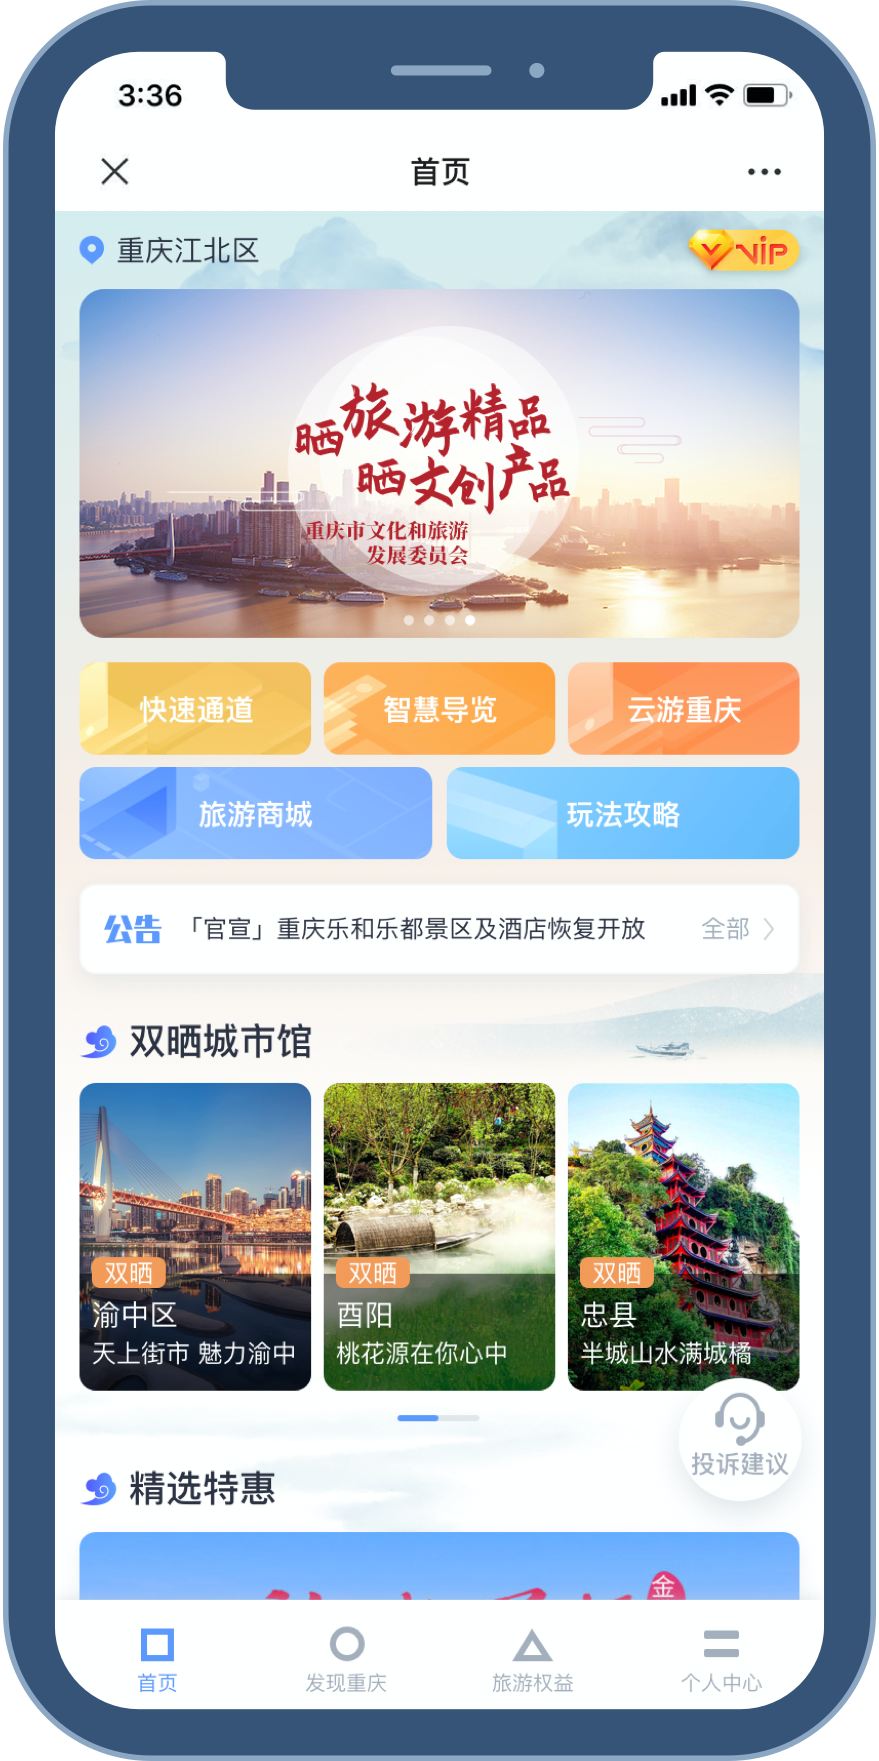 3:36
首页
重庆江北区
VIP
晒旅游精品
晒文创产品
重庆市文化和旅游
发展委员会
快速通道
智慧导览
云游重庆
旅游商城
玩法攻略
公告
「官宣」重庆乐和乐都景区及酒店恢复开放
全部
双晒城市馆
双晒
渝中区
天上街市 魅力渝中
双晒
酉阳
桃花源在你心中
双晒
忠县
半城山水满城橘
投诉建议
精选特惠
金
首页
发现重庆
旅游权益
个人中心